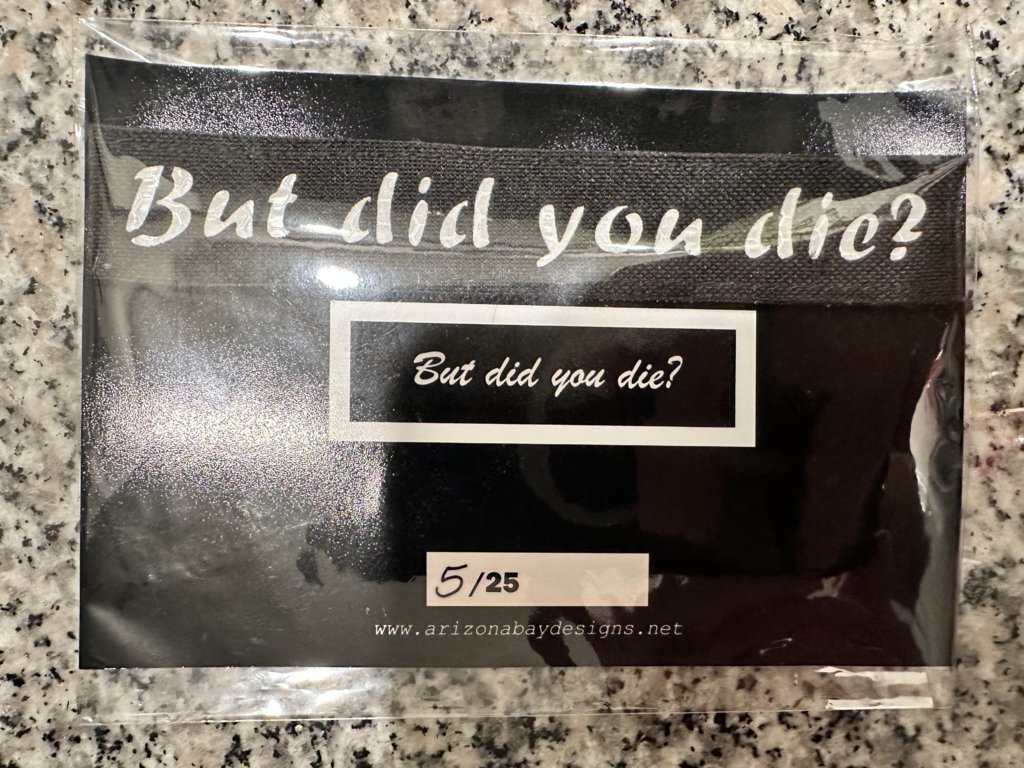 But did you die?
But did you die?
5/25
www.arizonabaydesigns.net